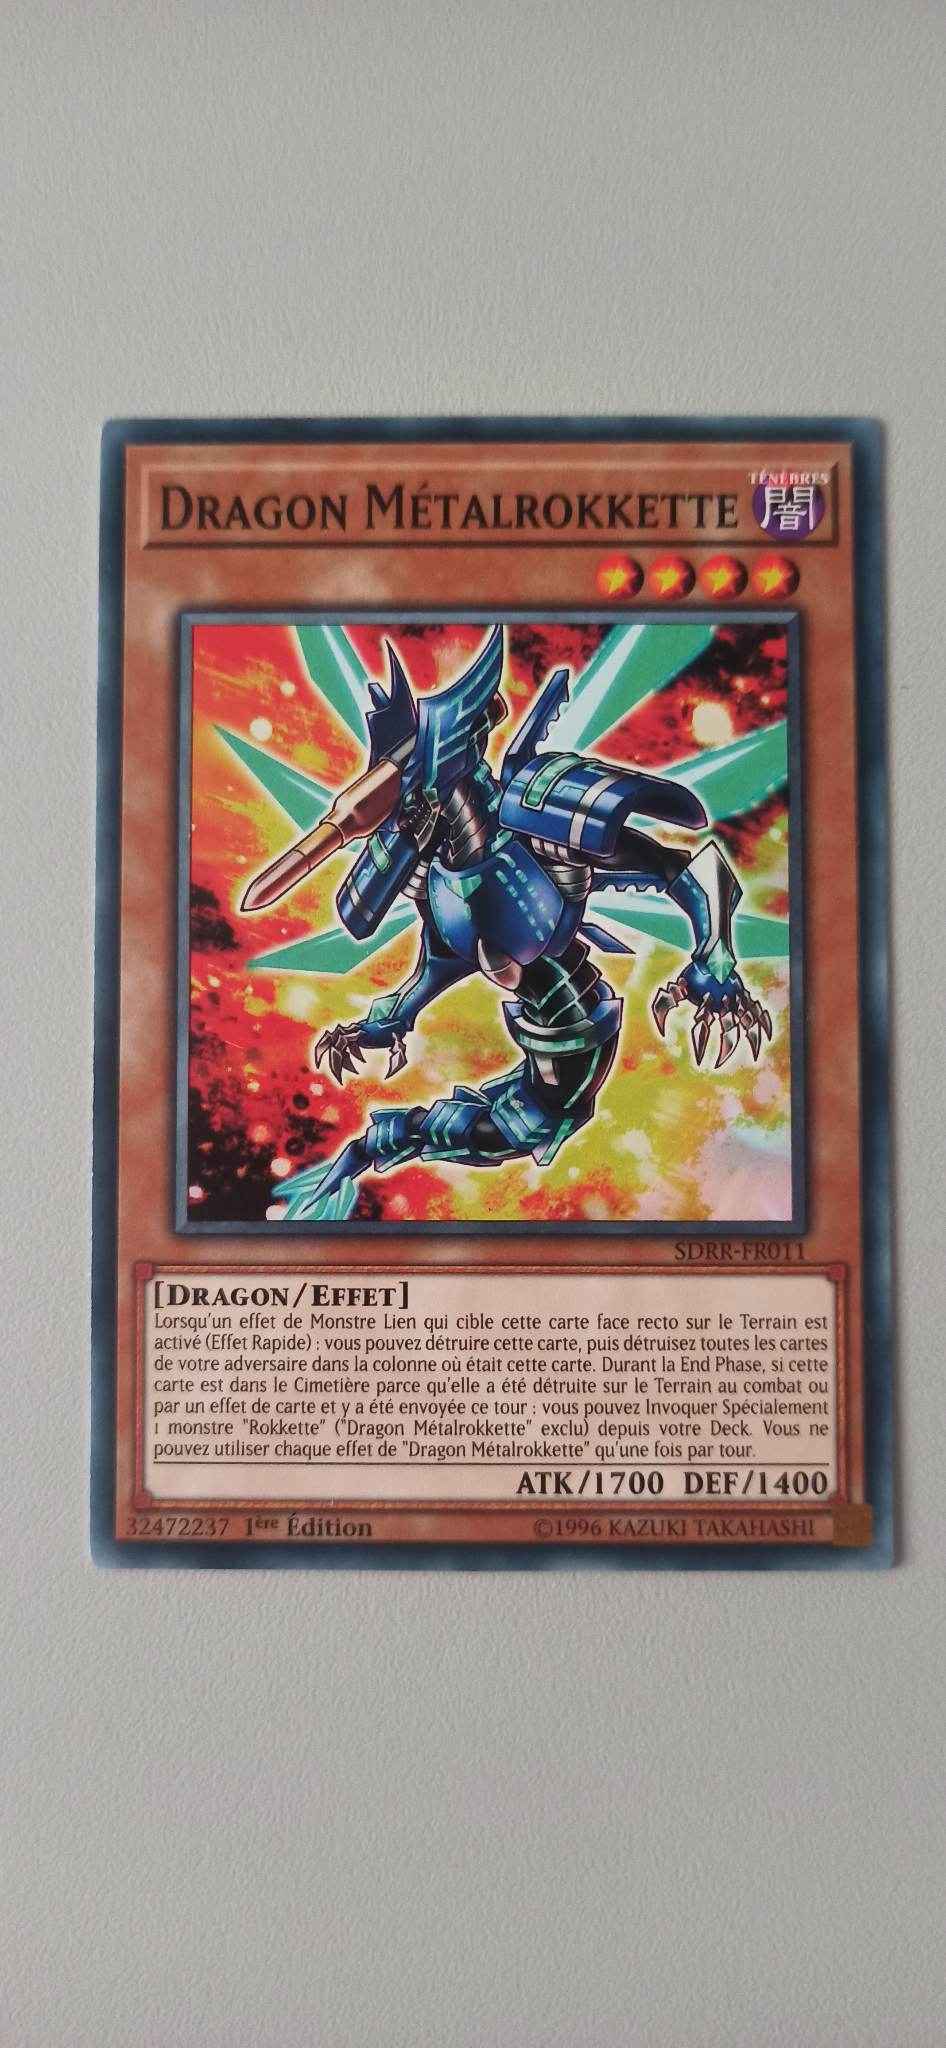 DRAGON MÉTALROKKETTE
TÉNÈBRES
闇
SDRR-FR011
[DRAGON/EFFET]
Lorsqu'un effet de Monstre Lien qui cible cette carte face recto sur le Terrain est
activé (Effet Rapide) : vous pouvez détruire cette carte, puis détruisez toutes les cartes
de votre adversaire dans la colonne où était cette carte. Durant la End Phase, si cette
carte est dans le Cimetière parce qu'elle a été détruite sur le Terrain au combat ou
par un effet de carte et y a été envoyée ce tour : vous pouvez Invoquer Spécialement
1 monstre "Rokkette" ("Dragon Métalrokkette" exclu) depuis votre Deck. Vous ne
pouvez utiliser chaque effet de "Dragon Métalrokkette" qu'une fois par tour.
ATK/1700 DEF/1400
32472237 1ère Édition ©1996 KAZUKI TAKAHASHI